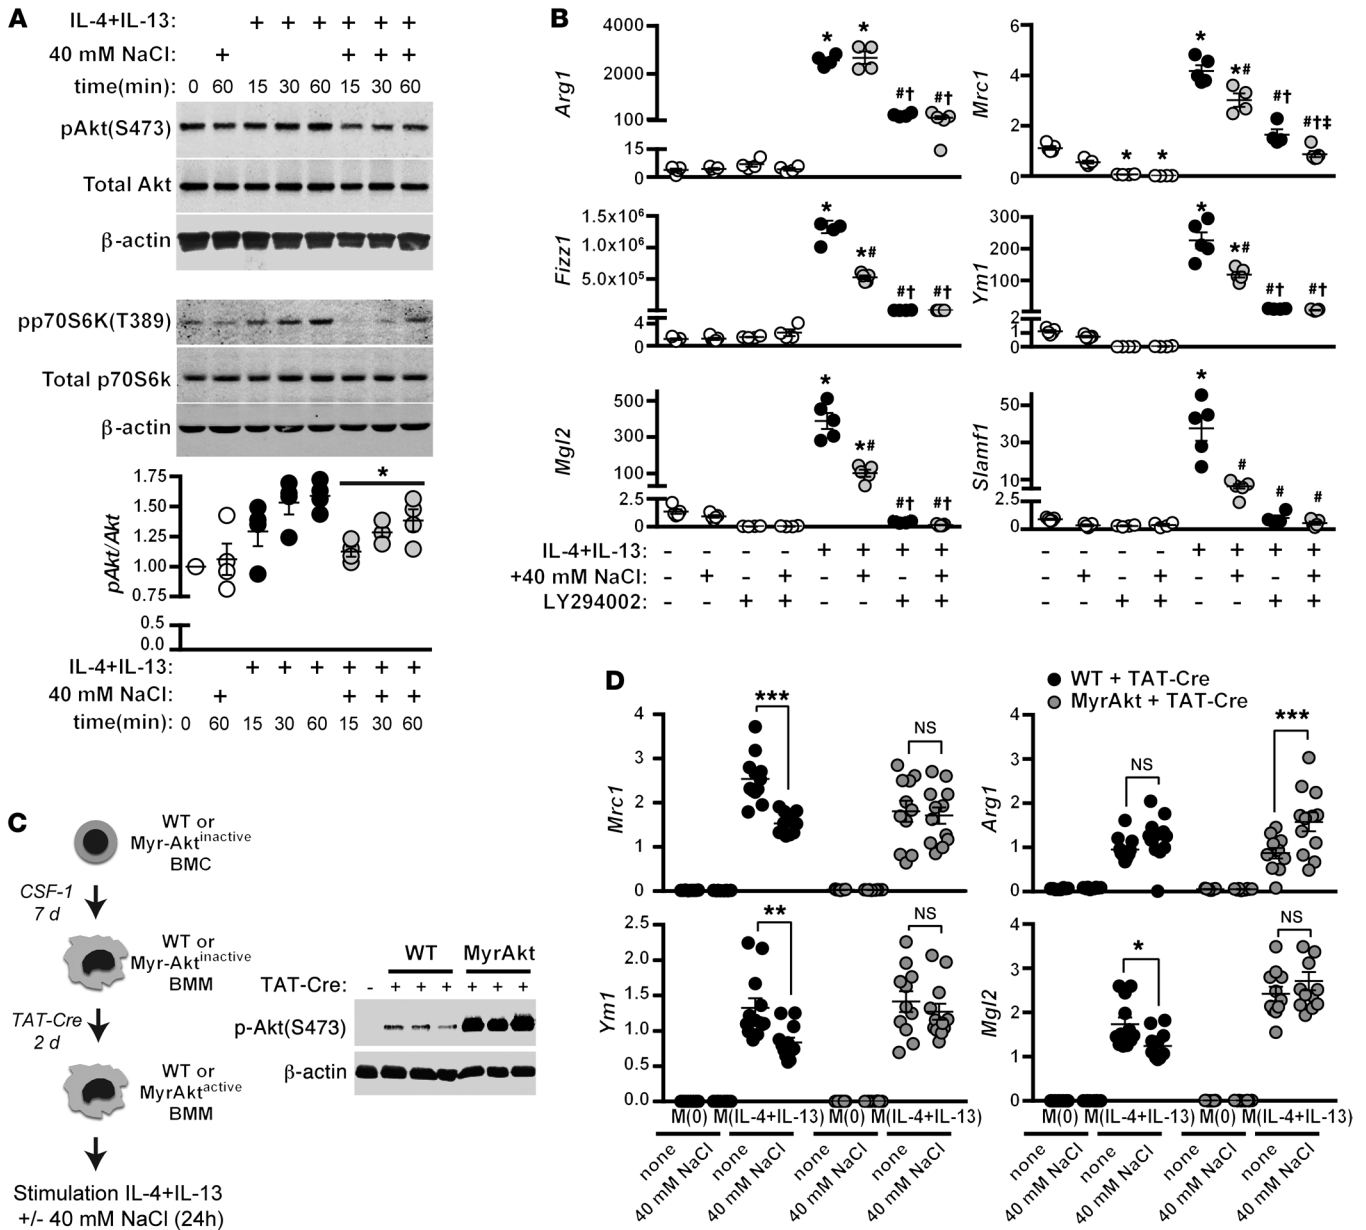 A
IL-4+IL-13: + + + + + +
40 mM NaCl: + + + +
time(min): 0 60 15 30 60 15 30 60
pAkt(S473)
Total Akt
β-actin
pp70S6K(T389)
Total p70S6k
β-actin
pAkt/Akt
1.75
1.50
1.25
1.00
0.75
0.5
0.0
*
IL-4+IL-13: + + + + + +
40 mM NaCl: + + + +
time(min): 0 60 15 30 60 15 30 60
B
Arg1
4000
2000
100
15
0
* * #† #†
Mrc1
6
4
2
0
* * * *# #† #†‡
Fizz1
1.5x10⁶
1.0x10⁶
5.0x10⁵
4
0
* *# #† #†
Ym1
300
200
100
2
1
0
* *# #† #†
Mgl2
500
300
100
2.5
0
* *# #† #†
Slamf1
50
30
10
2.5
0
* # # #
IL-4+IL-13: - - - - + + + + - - - - + + + +
+40 mM NaCl: - + - + - + - + - + - + - + - +
LY294002: - - + + - - + + - - + + - - + +
C
WT or
Myr-Akt^inactive
BMC
CSF-1
7 d
WT or
Myr-Akt^inactive
BMM
TAT-Cre
2 d
WT or
MyrAkt^active
BMM
Stimulation IL-4+IL-13
+/- 40 mM NaCl (24h)
WT MyrAkt
TAT-Cre: - + + + + + +
p-Akt(S473)
β-actin
D
WT + TAT-Cre
MyrAkt + TAT-Cre
Mrc1
4
3
2
1
0
*** NS
Arg1
4
3
2
1
0
NS ***
Ym1
2.5
2.0
1.5
1.0
0.5
0.0
** NS
Mgl2
4
3
2
1
0
* NS
M(0) M(IL-4+IL-13) M(0) M(IL-4+IL-13)
none 40 mM NaCl none 40 mM NaCl none 40 mM NaCl none 40 mM NaCl
M(0) M(IL-4+IL-13) M(0) M(IL-4+IL-13)
none 40 mM NaCl none 40 mM NaCl none 40 mM NaCl none 40 mM NaCl